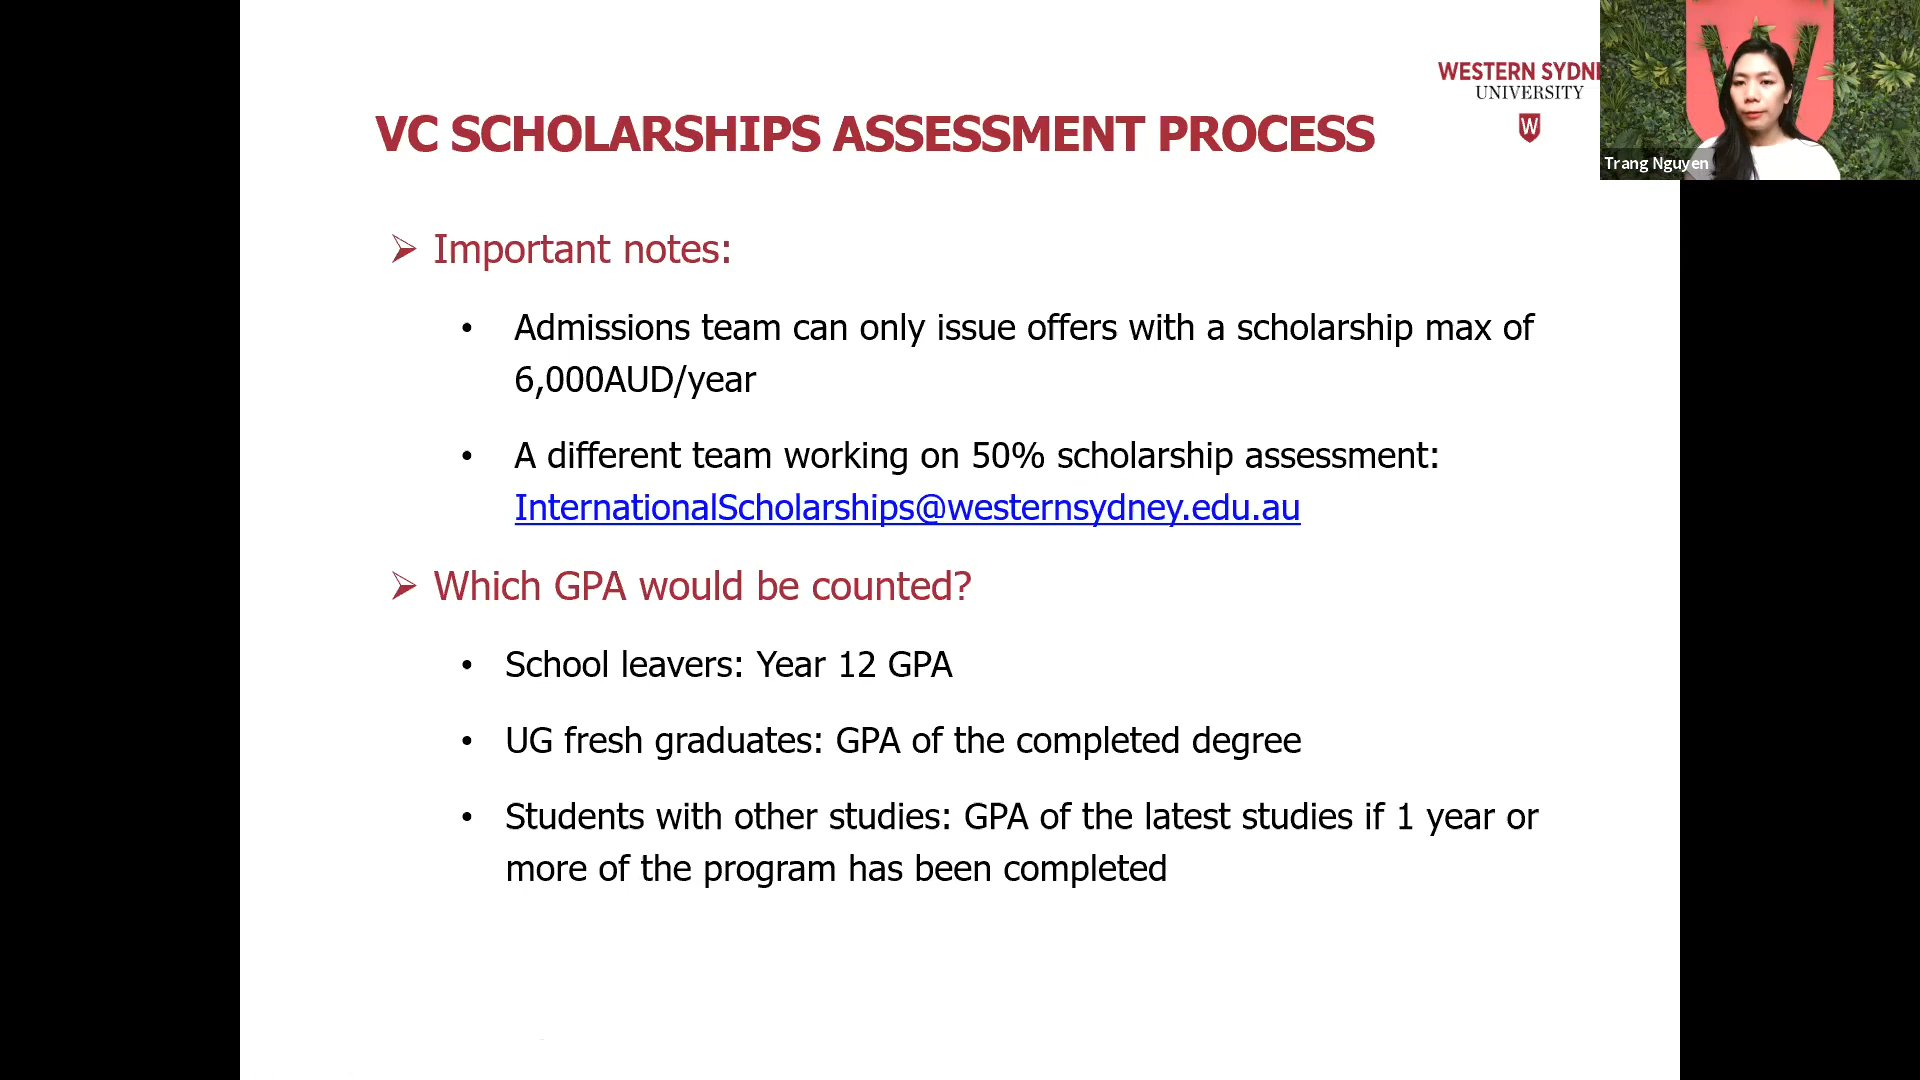 WESTERN SYDN
UNIVERSITY
W
VC SCHOLARSHIPS ASSESSMENT PROCESS
Trang Nguyen
➢ Important notes:
• Admissions team can only issue offers with a scholarship max of
6,000AUD/year
• A different team working on 50% scholarship assessment:
InternationalScholarships@westernsydney.edu.au
➢ Which GPA would be counted?
• School leavers: Year 12 GPA
• UG fresh graduates: GPA of the completed degree
• Students with other studies: GPA of the latest studies if 1 year or
more of the program has been completed